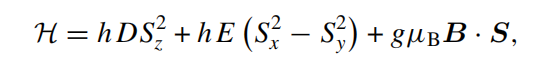 ℋ = hDS_z^2 + hE (S_x^2 − S_y^2) + gμ_B B · S,